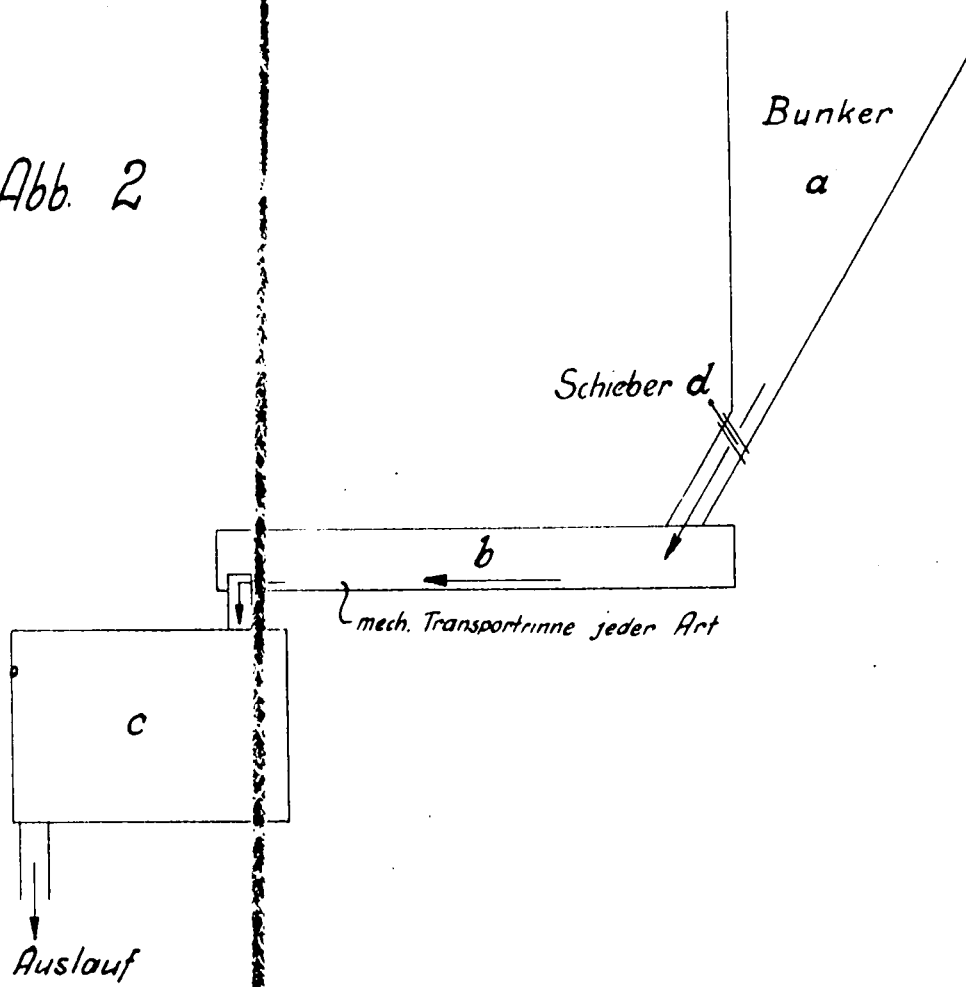 Abb. 2
Bunker
a
Schieber d
b
mech. Transportrinne jeder Art
c
Auslauf